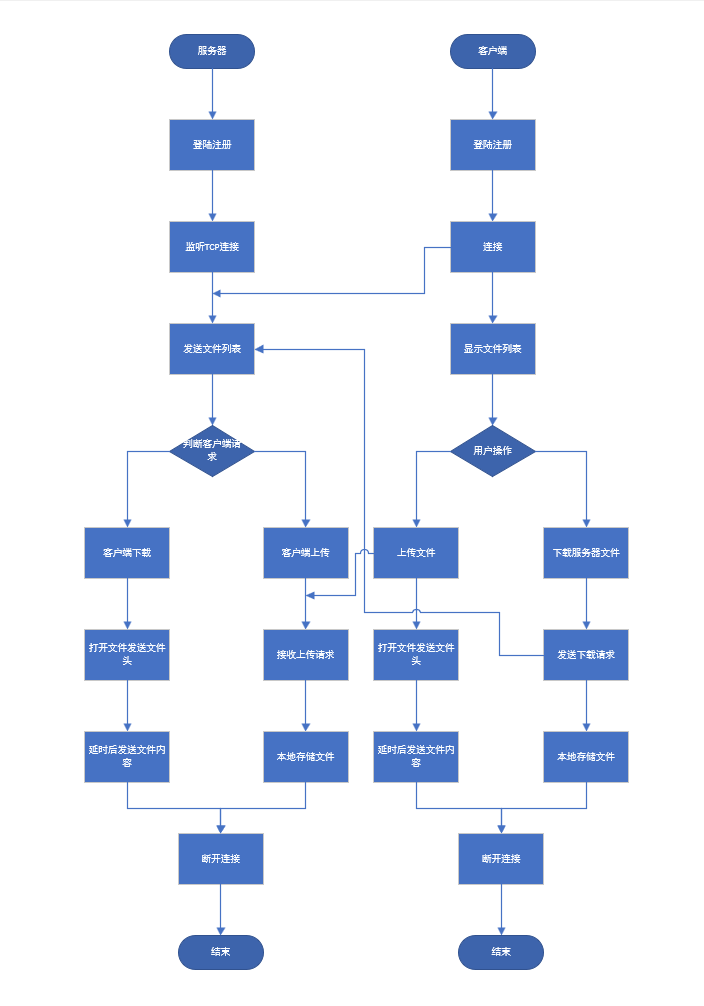 服务器
客户端
登陆注册
登陆注册
监听TCP连接
连接
发送文件列表
显示文件列表
判断客户端请
求
用户操作
客户端下载
客户端上传
上传文件
下载服务器文件
打开文件发送文件
头
接收上传请求
打开文件发送文件
头
发送下载请求
延时后发送文件内
容
本地存储文件
延时后发送文件内
容
本地存储文件
断开连接
断开连接
结束
结束